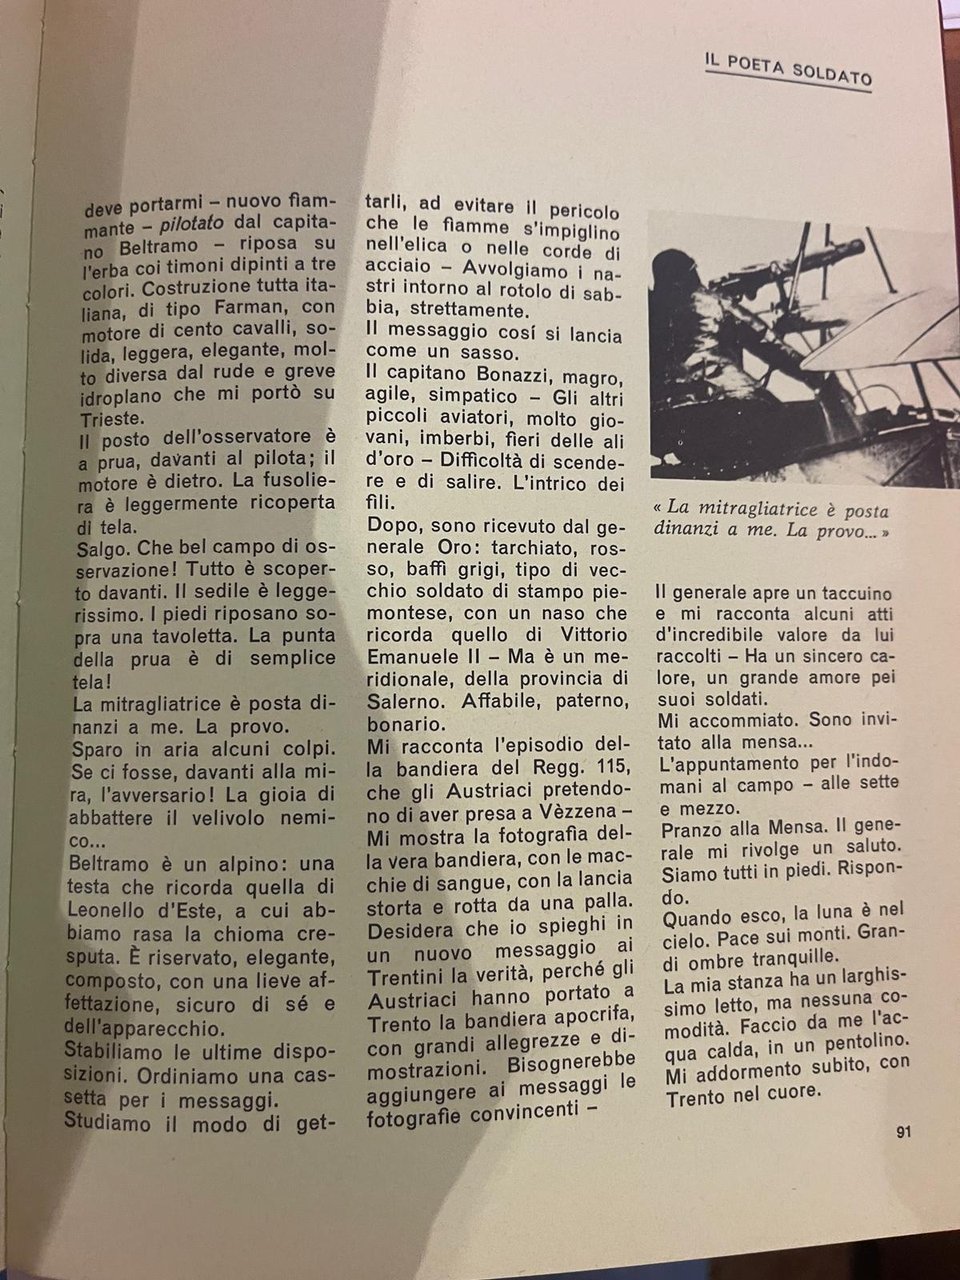 IL POETA SOLDATO
deve portarmi – nuovo fiam-
mante – pilotato dal capita-
no Beltramo – riposa su
l'erba coi timoni dipinti a tre
colori. Costruzione tutta ita-
liana, di tipo Farman, con
motore di cento cavalli, so-
lida, leggera, elegante, mol-
to diversa dal rude e greve
idroplano che mi portò su
Trieste.
Il posto dell'osservatore è
a prua, davanti al pilota; il
motore è dietro. La fusolie-
ra è leggermente ricoperta
di tela.
Salgo. Che bel campo di os-
servazione! Tutto è scoper-
to davanti. Il sedile è legge-
rissimo. I piedi riposano so-
pra una tavoletta. La punta
della prua è di semplice
tela!
La mitragliatrice è posta di-
nanzi a me. La provo.
Sparo in aria alcuni colpi.
Se ci fosse, davanti alla mi-
ra, l'avversario! La gioia di
abbattere il velivolo nemi-
co...
Beltramo è un alpino: una
testa che ricorda quella di
Leonello d'Este, a cui ab-
biamo rasa la chioma cre-
sputa. È riservato, elegante,
composto, con una lieve af-
fettazione, sicuro di sé e
dell'apparecchio.
Stabiliamo le ultime dispo-
sizioni. Ordiniamo una cas-
setta per i messaggi.
Studiamo il modo di get-
tarli, ad evitare il pericolo
che le fiamme s'impiglino
nell'elica o nelle corde di
acciaio – Avvolgiamo i na-
stri intorno al rotolo di sab-
bia, strettamente.
Il messaggio cosí si lancia
come un sasso.
Il capitano Bonazzi, magro,
agile, simpatico – Gli altri
piccoli aviatori, molto gio-
vani, imberbi, fieri delle ali
d'oro – Difficoltà di scende-
re e di salire. L'intrico dei
fili.
Dopo, sono ricevuto dal ge-
nerale Oro: tarchiato, ros-
so, baffi grigi, tipo di vec-
chio soldato di stampo pie-
montese, con un naso che
ricorda quello di Vittorio
Emanuele II – Ma è un me-
ridionale, della provincia di
Salerno. Affabile, paterno,
bonario.
Mi racconta l'episodio del-
la bandiera del Regg. 115,
che gli Austriaci pretendo-
no di aver presa a Vèzzena –
Mi mostra la fotografia del-
la vera bandiera, con le mac-
chie di sangue, con la lancia
storta e rotta da una palla.
Desidera che io spieghi in
un nuovo messaggio ai
Trentini la verità, perché gli
Austriaci hanno portato a
Trento la bandiera apocrifa,
con grandi allegrezze e di-
mostrazioni. Bisognerebbe
aggiungere ai messaggi le
fotografie convincenti –
« La mitragliatrice è posta
dinanzi a me. La provo... »
Il generale apre un taccuino
e mi racconta alcuni atti
d'incredibile valore da lui
raccolti – Ha un sincero ca-
lore, un grande amore pei
suoi soldati.
Mi accommiato. Sono invi-
tato alla mensa...
L'appuntamento per l'indo-
mani al campo – alle sette
e mezzo.
Pranzo alla Mensa. Il gene-
rale mi rivolge un saluto.
Siamo tutti in piedi. Rispon-
do.
Quando esco, la luna è nel
cielo. Pace sui monti. Gran-
di ombre tranquille.
La mia stanza ha un larghis-
simo letto, ma nessuna co-
modità. Faccio da me l'ac-
qua calda, in un pentolino.
Mi addormento subito, con
Trento nel cuore.
91